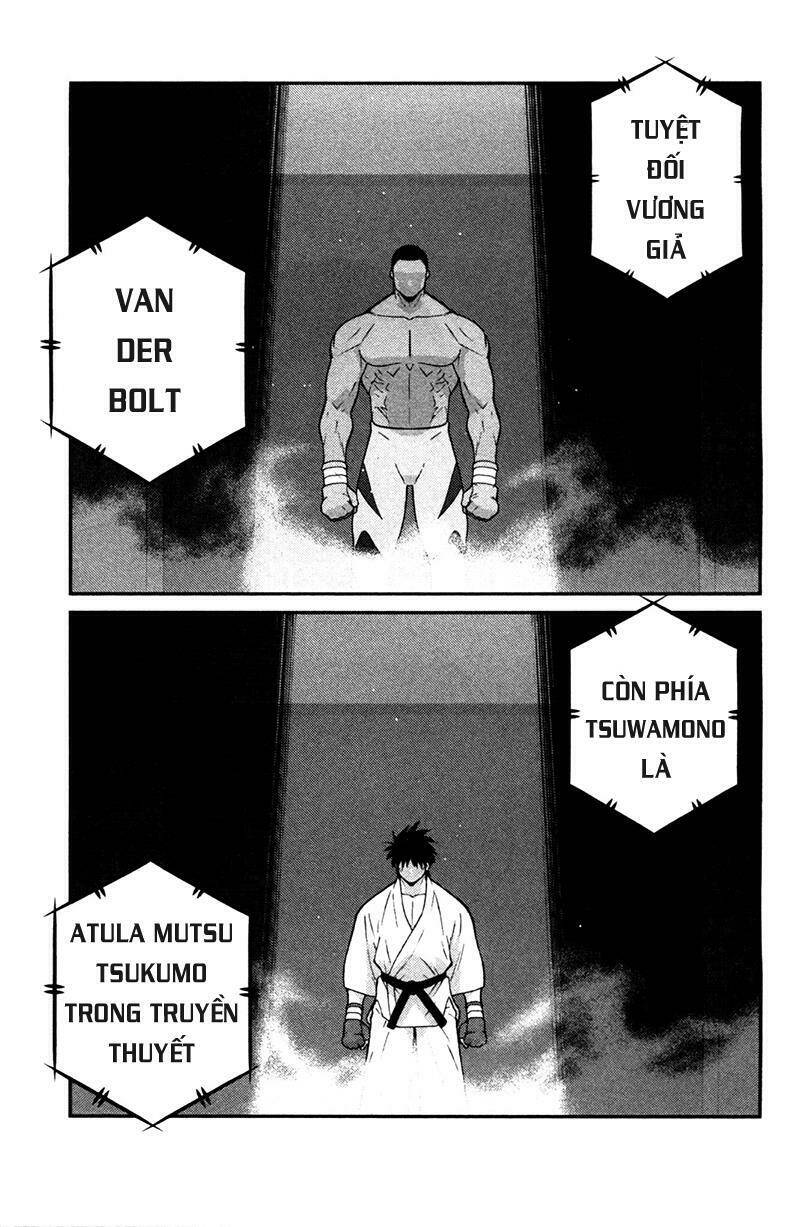 TUYỆT
ĐỐI
VƯƠNG
GIẢ
VAN
DER
BOLT
CÒN PHÍA
TSUWAMONO
LÀ
ATULA MUTSU
TSUKUMO
TRONG TRUYỀN
THUYẾT